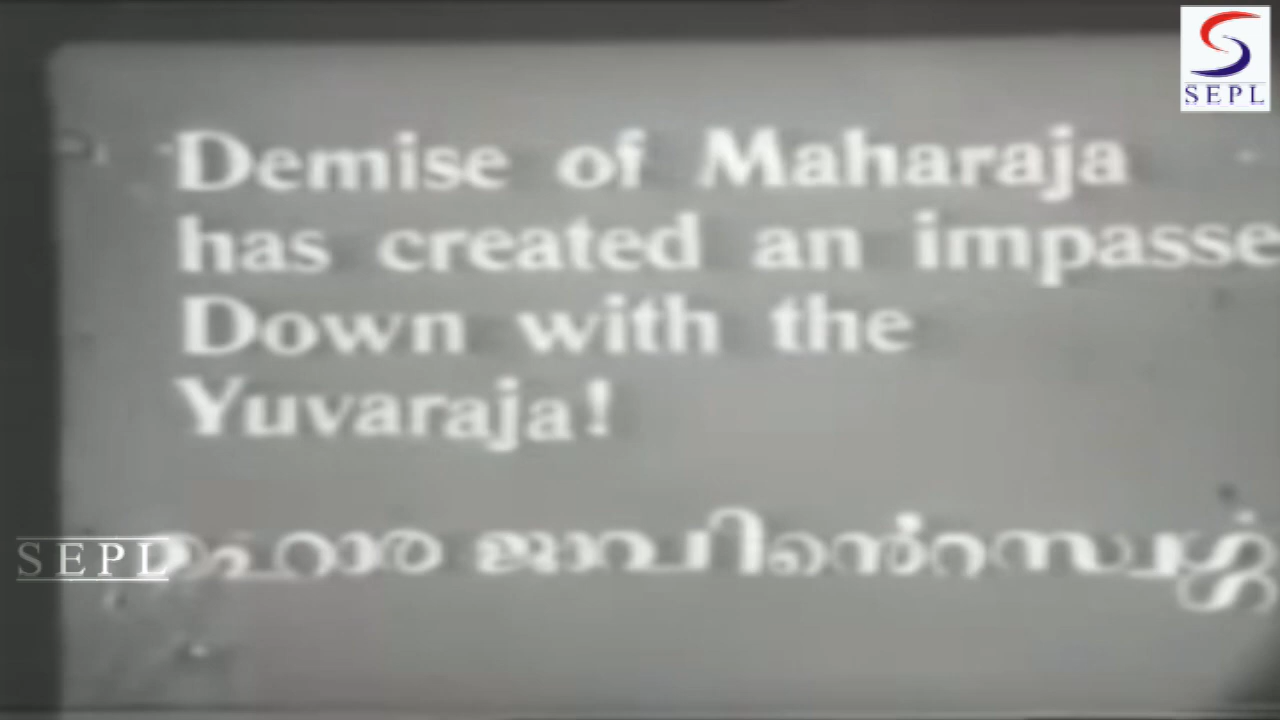 SEPL
Demise of Maharaja
has created an impasse
Down with the
Yuvaraja!
SEPL